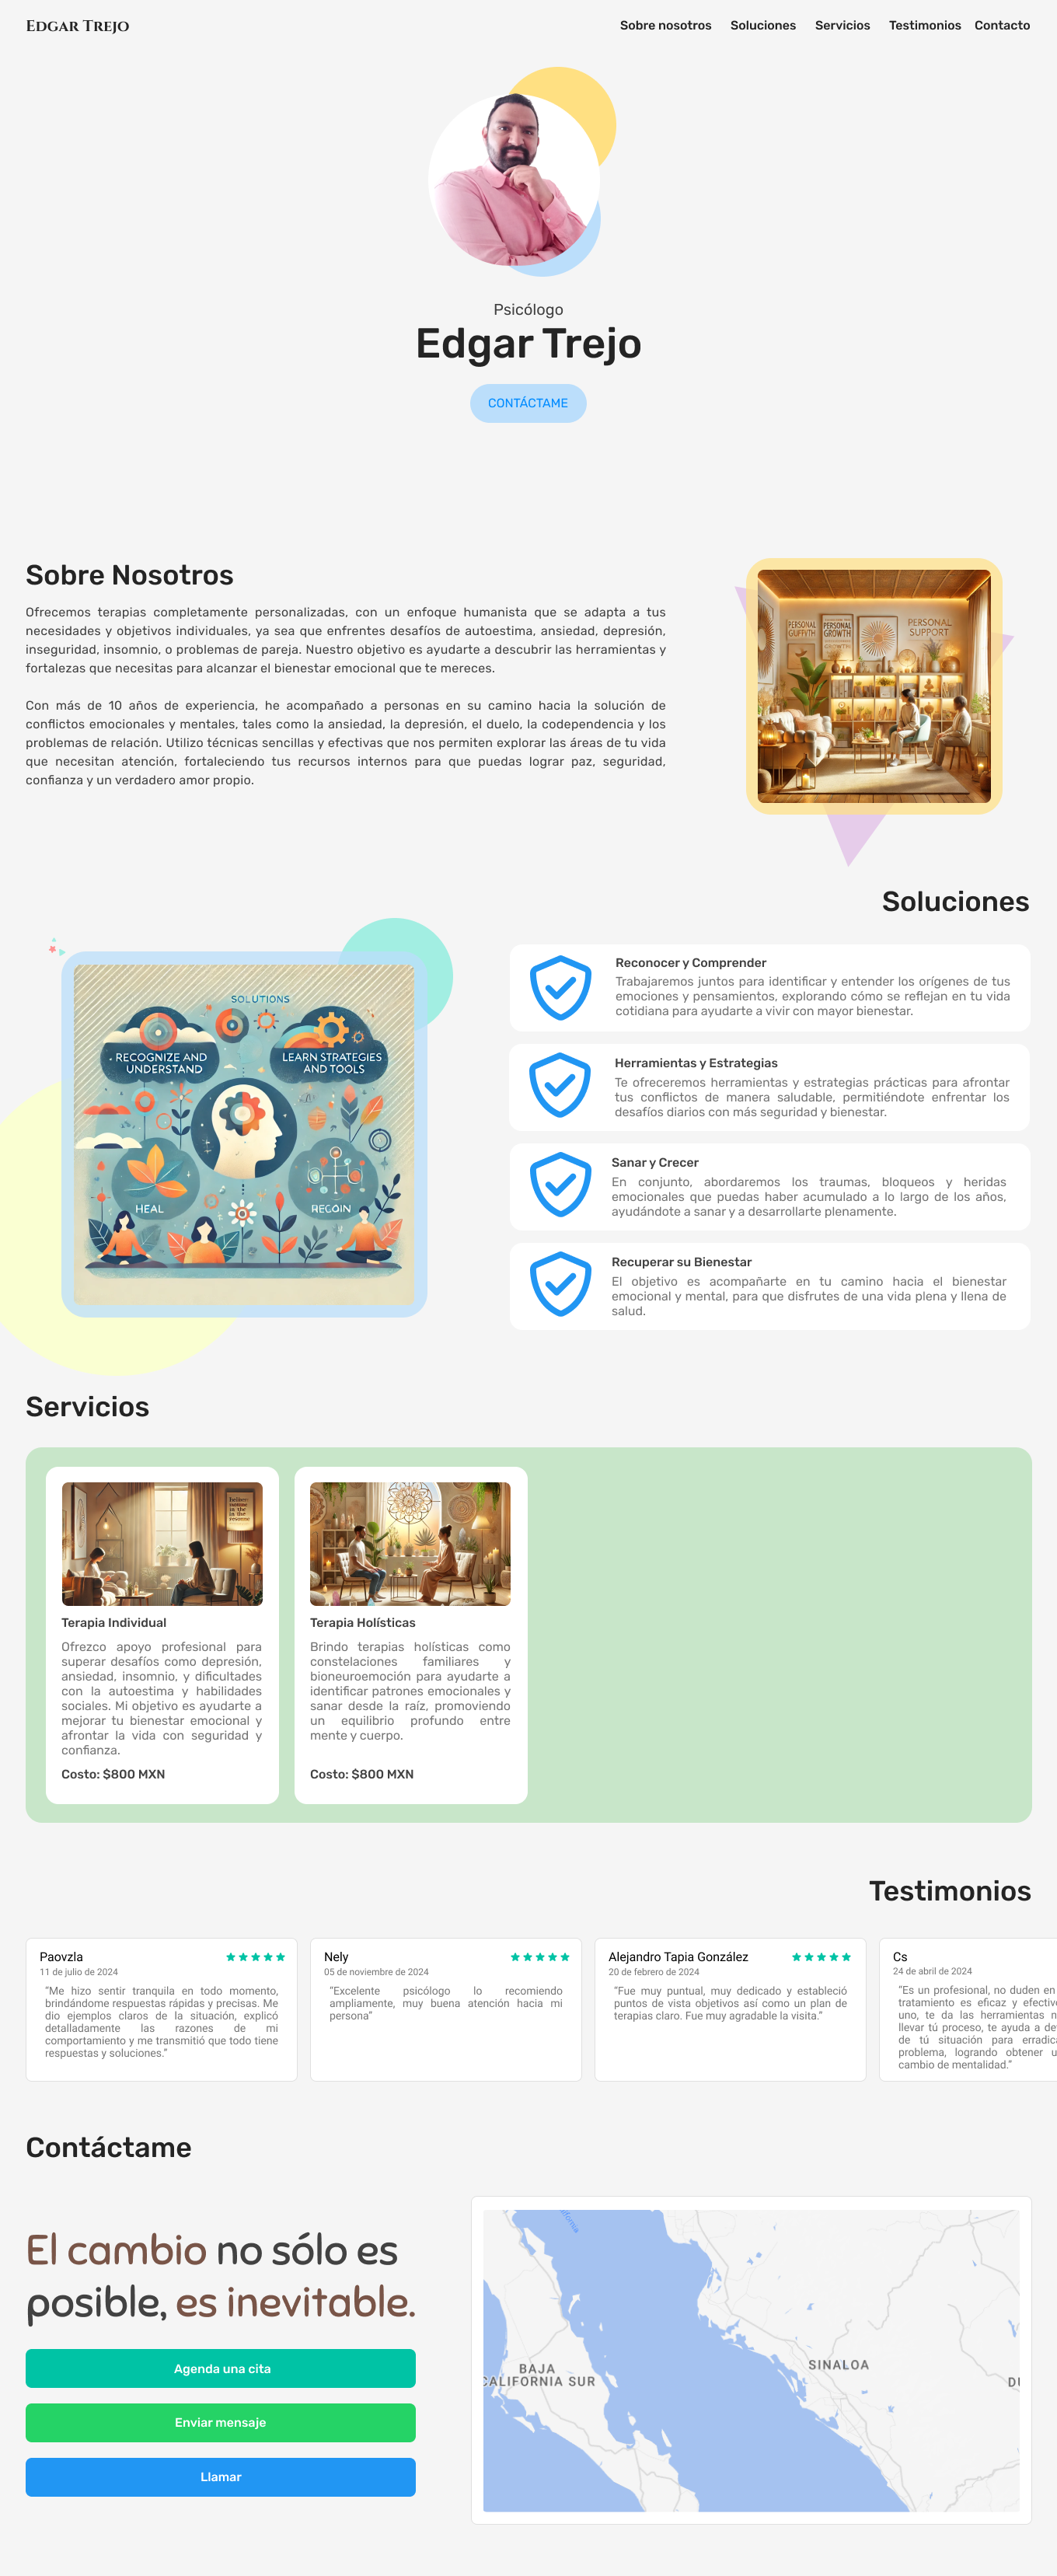 Edgar Trejo
Sobre nosotros Soluciones Servicios Testimonios Contacto
Psicólogo
Edgar Trejo
CONTÁCTAME
Sobre Nosotros
Ofrecemos terapias completamente personalizadas, con un enfoque humanista que se adapta a tus
necesidades y objetivos individuales, ya sea que enfrentes desafíos de autoestima, ansiedad, depresión,
inseguridad, insomnio, o problemas de pareja. Nuestro objetivo es ayudarte a descubrir las herramientas y
fortalezas que necesitas para alcanzar el bienestar emocional que te mereces.
Con más de 10 años de experiencia, he acompañado a personas en su camino hacia la solución de
conflictos emocionales y mentales, tales como la ansiedad, la depresión, el duelo, la codependencia y los
problemas de relación. Utilizo técnicas sencillas y efectivas que nos permiten explorar las áreas de tu vida
que necesitan atención, fortaleciendo tus recursos internos para que puedas lograr paz, seguridad,
confianza y un verdadero amor propio.
PERSONAL
PERSONAL
GROWTH
PERSONAL
SUPPORT
Soluciones
SOLUTIONS
RECOGNIZE AND
UNDERSTAND
LEARN STRATEGIES
AND TOOLS
HEAL
RECOIN
Reconocer y Comprender
Trabajaremos juntos para identificar y entender los orígenes de tus
emociones y pensamientos, explorando cómo se reflejan en tu vida
cotidiana para ayudarte a vivir con mayor bienestar.
Herramientas y Estrategias
Te ofreceremos herramientas y estrategias prácticas para afrontar
tus conflictos de manera saludable, permitiéndote enfrentar los
desafíos diarios con más seguridad y bienestar.
Sanar y Crecer
En conjunto, abordaremos los traumas, bloqueos y heridas
emocionales que puedas haber acumulado a lo largo de los años,
ayudándote a sanar y a desarrollarte plenamente.
Recuperar su Bienestar
El objetivo es acompañarte en tu camino hacia el bienestar
emocional y mental, para que disfrutes de una vida plena y llena de
salud.
Servicios
Terapia Individual
Ofrezco apoyo profesional para
superar desafíos como depresión,
ansiedad, insomnio, y dificultades
con la autoestima y habilidades
sociales. Mi objetivo es ayudarte a
mejorar tu bienestar emocional y
afrontar la vida con seguridad y
confianza.
Costo: $800 MXN
Terapia Holísticas
Brindo terapias holísticas como
constelaciones familiares y
bioneuroemoción para ayudarte a
identificar patrones emocionales y
sanar desde la raíz, promoviendo
un equilibrio profundo entre
mente y cuerpo.
Costo: $800 MXN
Testimonios
Paovzla
11 de julio de 2024
“Me hizo sentir tranquila en todo momento,
brindándome respuestas rápidas y precisas. Me
dio ejemplos claros de la situación, explicó
detalladamente las razones de mi
comportamiento y me transmitió que todo tiene
respuestas y soluciones.”
Nely
05 de noviembre de 2024
“Excelente psicólogo lo recomiendo
ampliamente, muy buena atención hacia mi
persona”
Alejandro Tapia González
20 de febrero de 2024
“Fue muy puntual, muy dedicado y estableció
puntos de vista objetivos así como un plan de
terapias claro. Fue muy agradable la visita.”
Cs
24 de abril de 2024
“Es un profesional, no duden en
tratamiento es eficaz y efectiv
uno, te da las herramientas n
llevar tú proceso, te ayuda a de
de tú situación para erradic
problema, logrando obtener u
cambio de mentalidad.”
Contáctame
El cambio no sólo es
posible, es inevitable.
Agenda una cita
Enviar mensaje
Llamar
BAJA
CALIFORNIA SUR
SINALOA